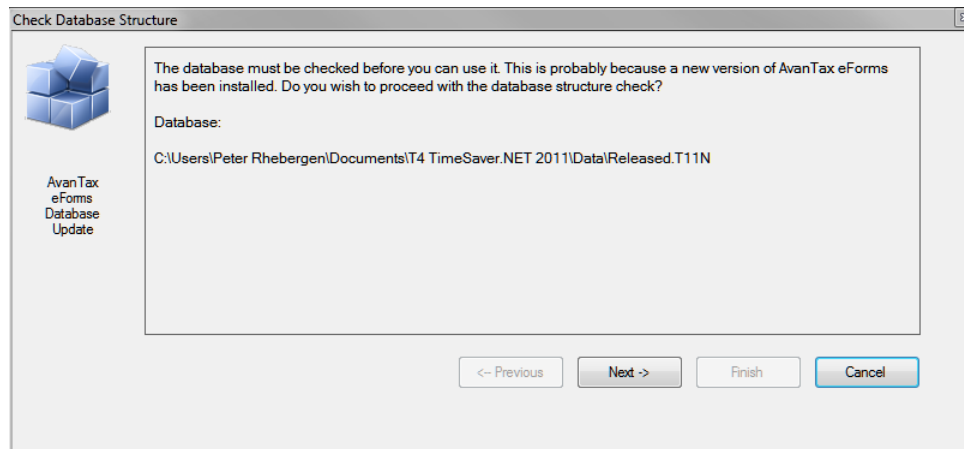 Check Database Structure
The database must be checked before you can use it. This is probably because a new version of AvanTax eForms
has been installed. Do you wish to proceed with the database structure check?
Database:
C:\Users\Peter Rhebergen\Documents\T4 TimeSaver.NET 2011\Data\Released.T11N
AvanTax
eForms
Database
Update
<-- Previous
Next ->
Finish
Cancel